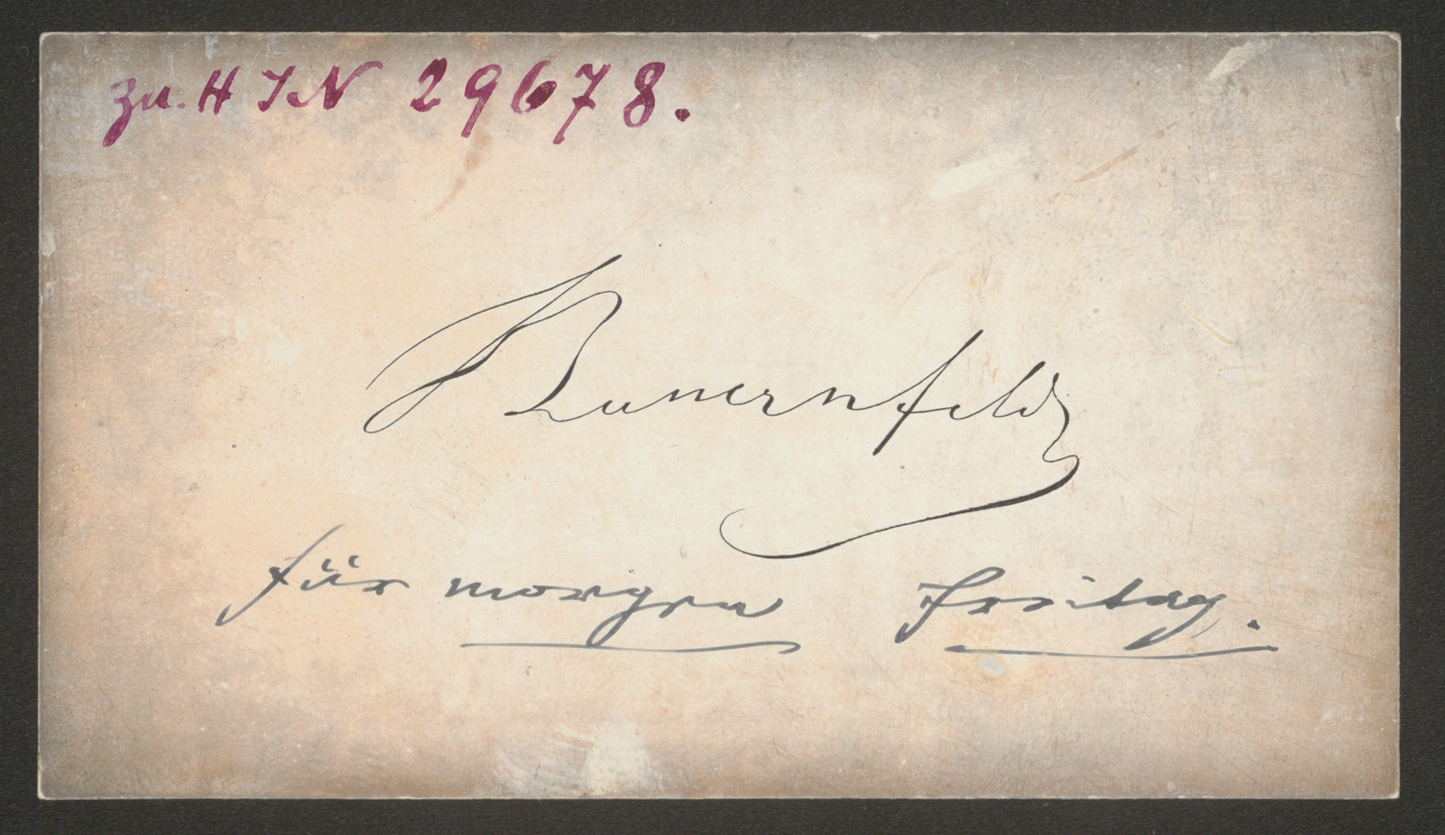 zu. H I N 29678.
Bauernfeld
für morgen Freitag.